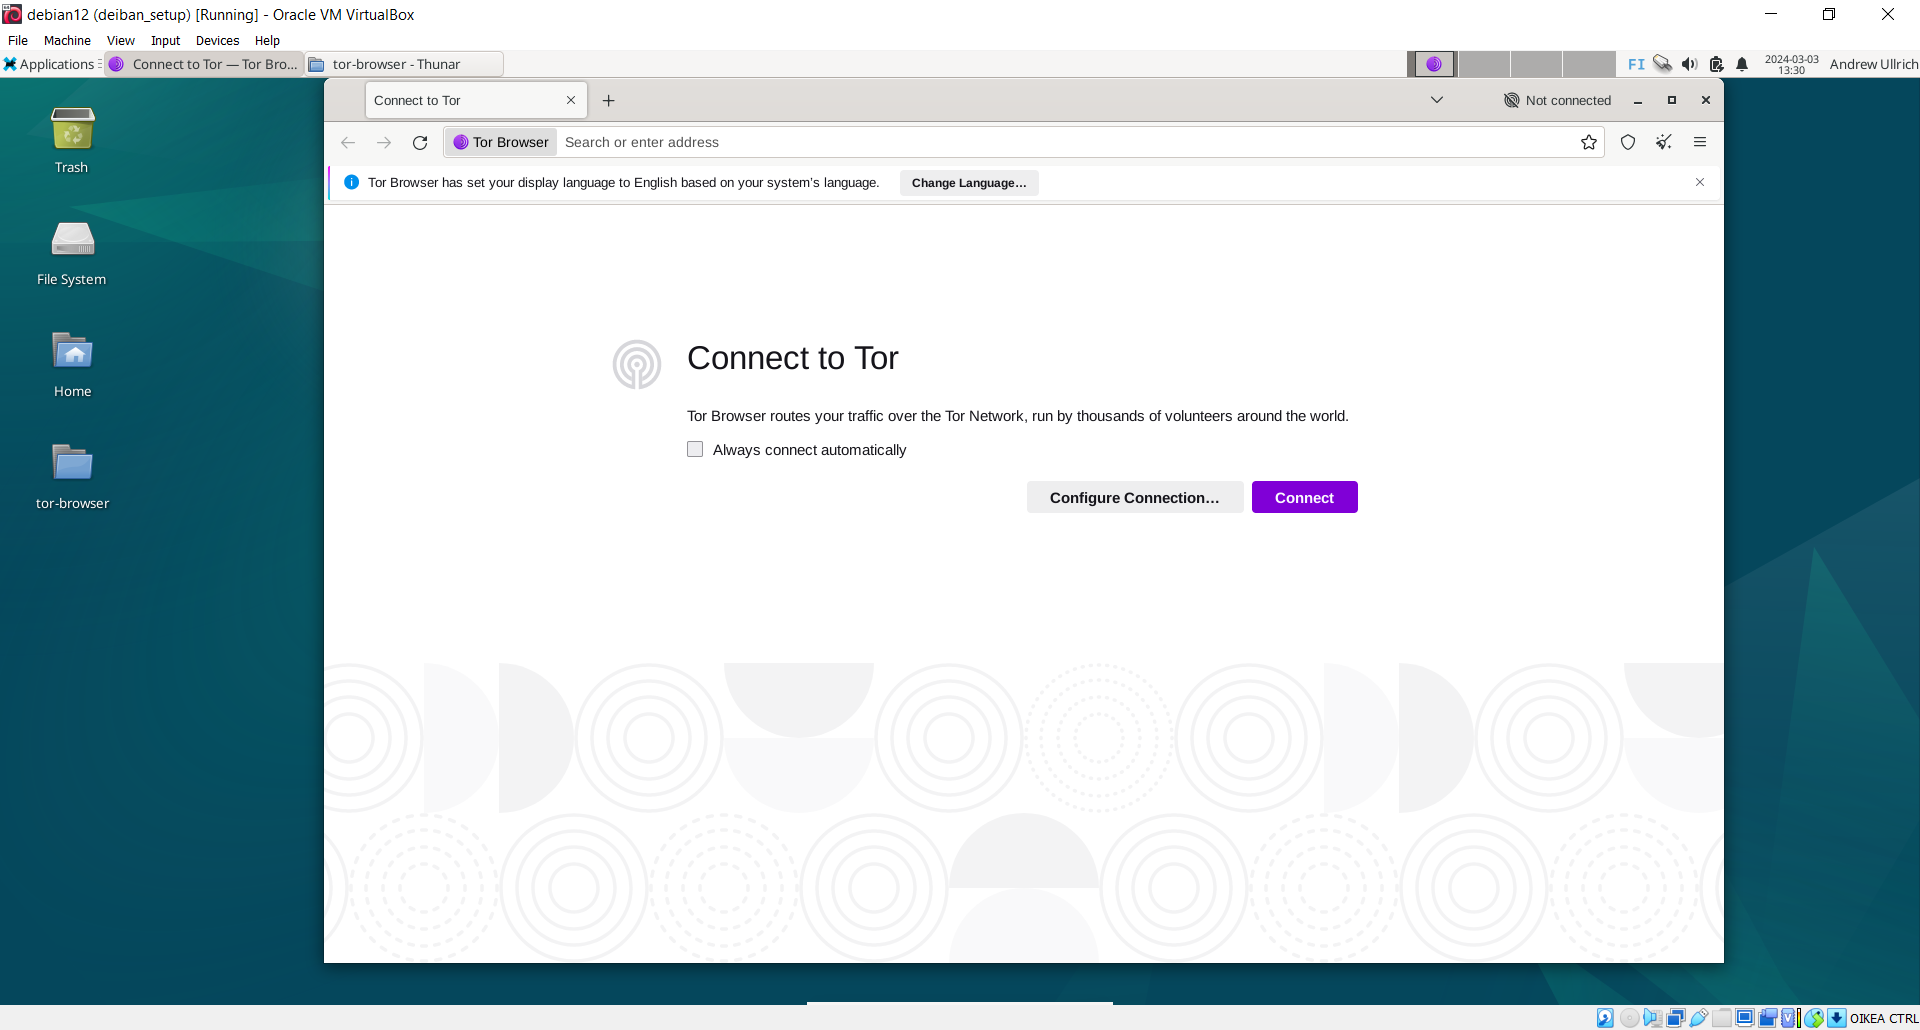 debian12 (deiban_setup) [Running] - Oracle VM VirtualBox
File Machine View Input Devices Help
Applications Connect to Tor — Tor Bro... tor-browser - Thunar FI 2024-03-03 13:30 Andrew Ullrich
Connect to Tor Not connected
Tor Browser Search or enter address
Tor Browser has set your display language to English based on your system's language. Change Language...
Trash
File System
Home
tor-browser
Connect to Tor
Tor Browser routes your traffic over the Tor Network, run by thousands of volunteers around the world.
Always connect automatically
Configure Connection... Connect
OIKEA CTRL